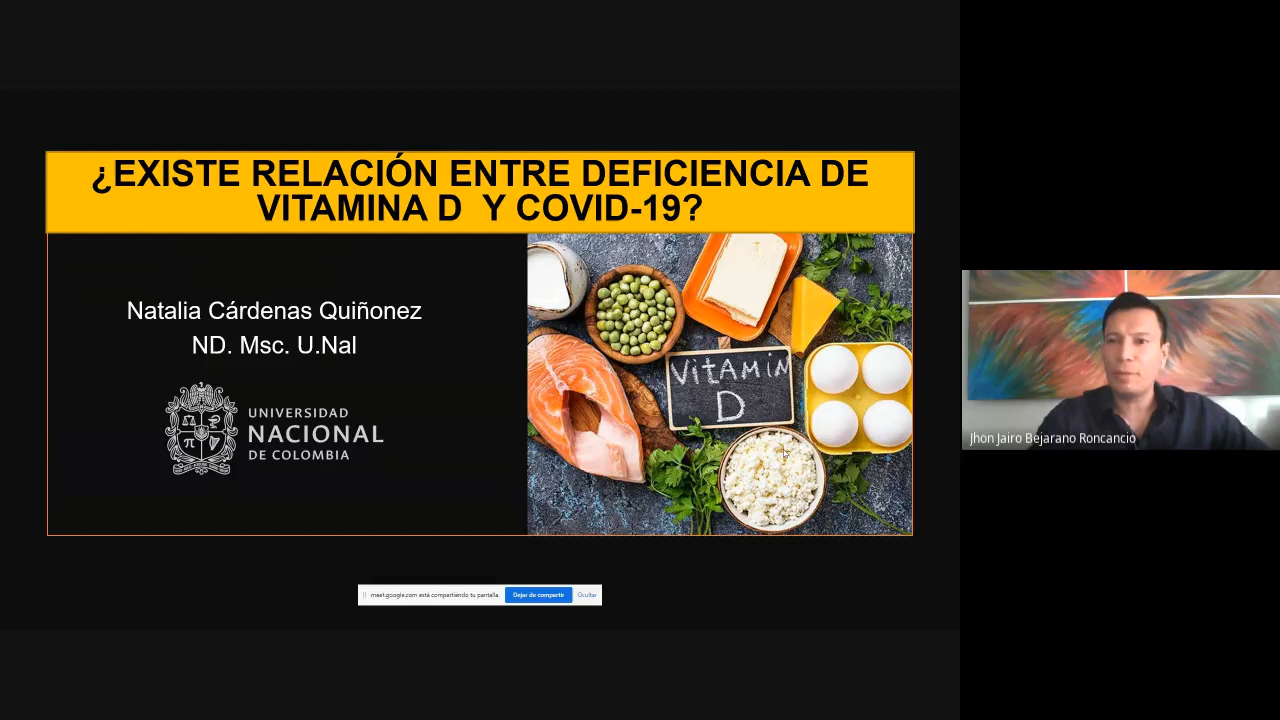 ¿EXISTE RELACIÓN ENTRE DEFICIENCIA DE
VITAMINA D Y COVID-19?
Natalia Cárdenas Quiñonez
ND. Msc. U.Nal
UNIVERSIDAD
NACIONAL
DE COLOMBIA
VitAMiN
D
meet.google.com está compartiendo tu pantalla.
Dejar de compartir
Ocultar
Jhon Jairo Bejarano Roncancio